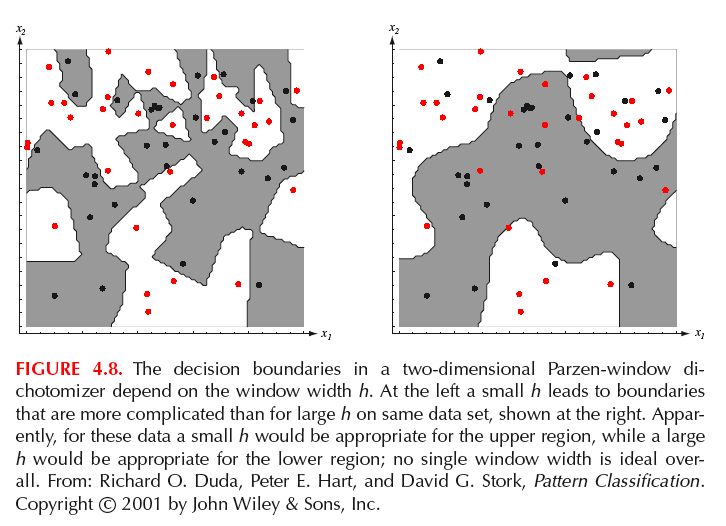 x2
x2
x1
x1
FIGURE 4.8. The decision boundaries in a two-dimensional Parzen-window di-
chotomizer depend on the window width h. At the left a small h leads to boundaries
that are more complicated than for large h on same data set, shown at the right. Appar-
ently, for these data a small h would be appropriate for the upper region, while a large
h would be appropriate for the lower region; no single window width is ideal over-
all. From: Richard O. Duda, Peter E. Hart, and David G. Stork, Pattern Classification.
Copyright © 2001 by John Wiley & Sons, Inc.